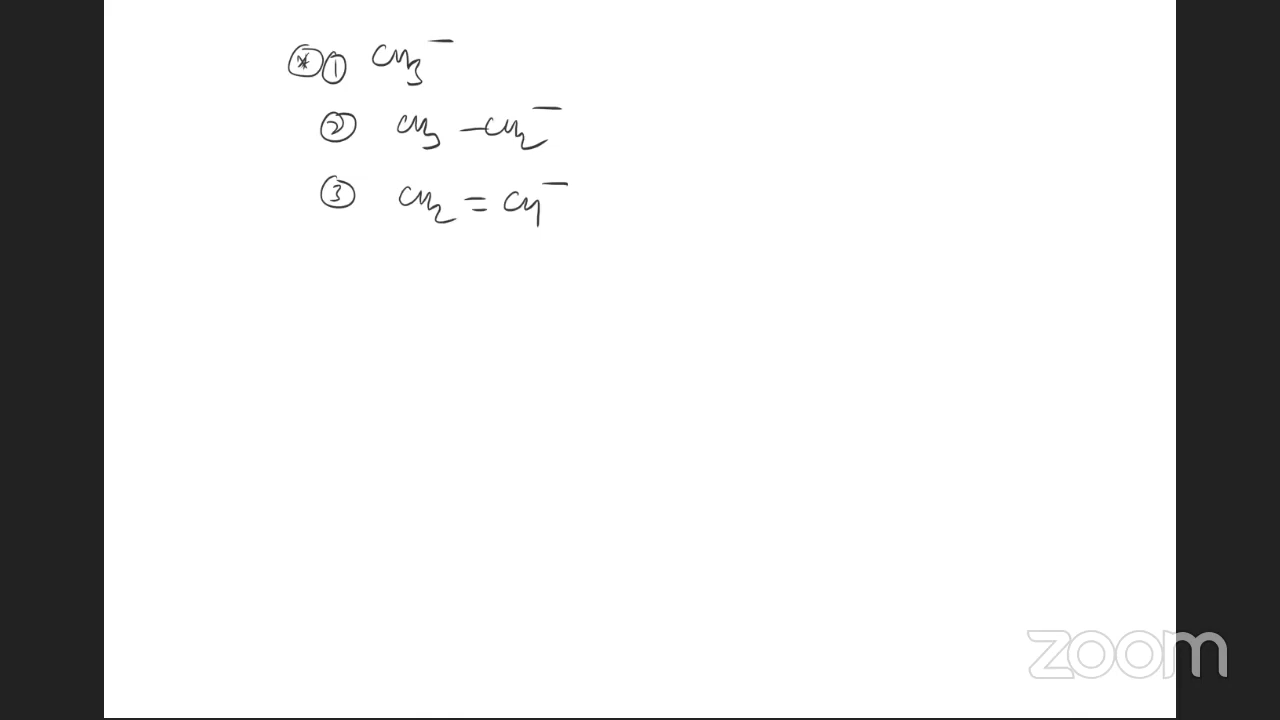 ⊛ ① CH₃⁻
② CH₃ –CH₂⁻
③ CH₂ = CH⁻
zoom